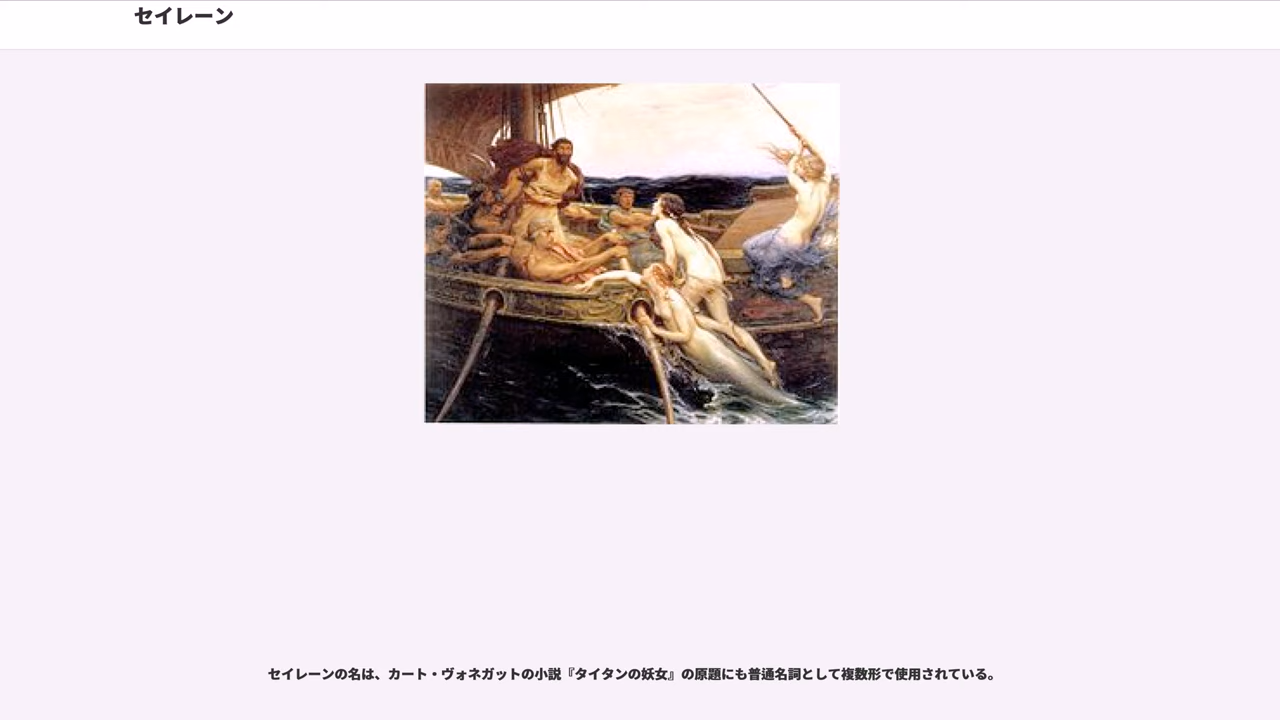 セイレーン
セイレーンの名は、カート・ヴォネガットの小説『タイタンの妖女』の原題にも普通名詞として複数形で使用されている。